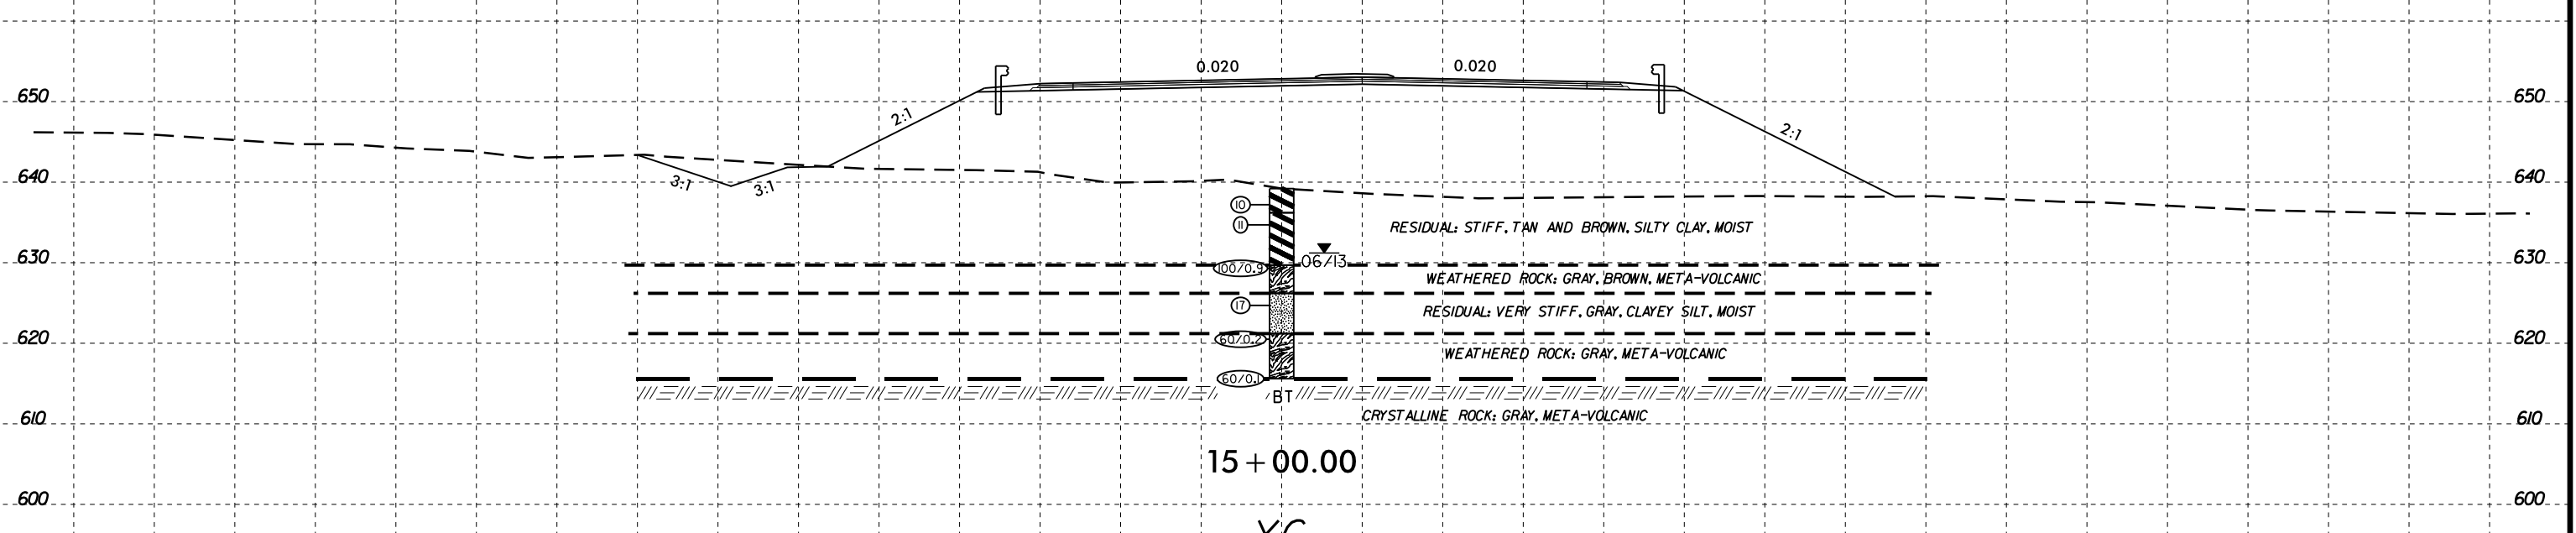 0.020 0.020
650 2:1 2:1 650
640 3:1 3:1 640
10
11 RESIDUAL: STIFF, TAN AND BROWN, SILTY CLAY, MOIST
630 100/0.9 06/13 630
WEATHERED ROCK: GRAY, BROWN, META-VOLCANIC
17 RESIDUAL: VERY STIFF, GRAY, CLAYEY SILT, MOIST
620 60/0.2 620
WEATHERED ROCK: GRAY, META-VOLCANIC
60/0.1
BT
610 CRYSTALLINE ROCK: GRAY, META-VOLCANIC 610
15+00.00
600 600